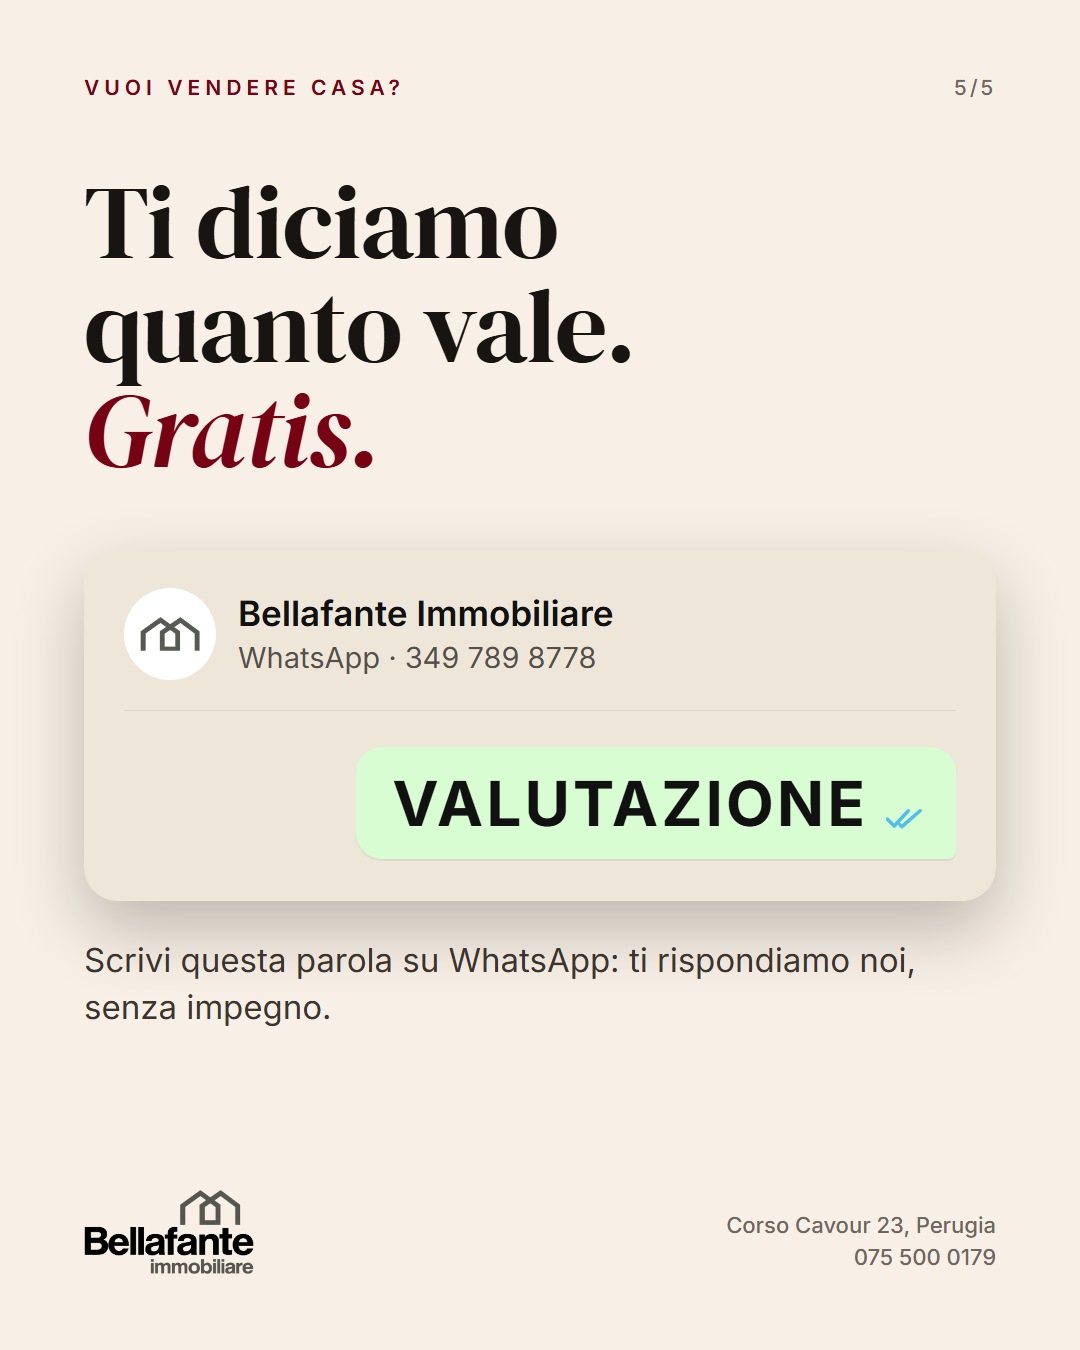 VUOI VENDERE CASA?
5/5
Ti diciamo
quanto vale.
Gratis.
Bellafante Immobiliare
WhatsApp · 349 789 8778
VALUTAZIONE
Scrivi questa parola su WhatsApp: ti rispondiamo noi,
senza impegno.
Bellafante
immobiliare
Corso Cavour 23, Perugia
075 500 0179